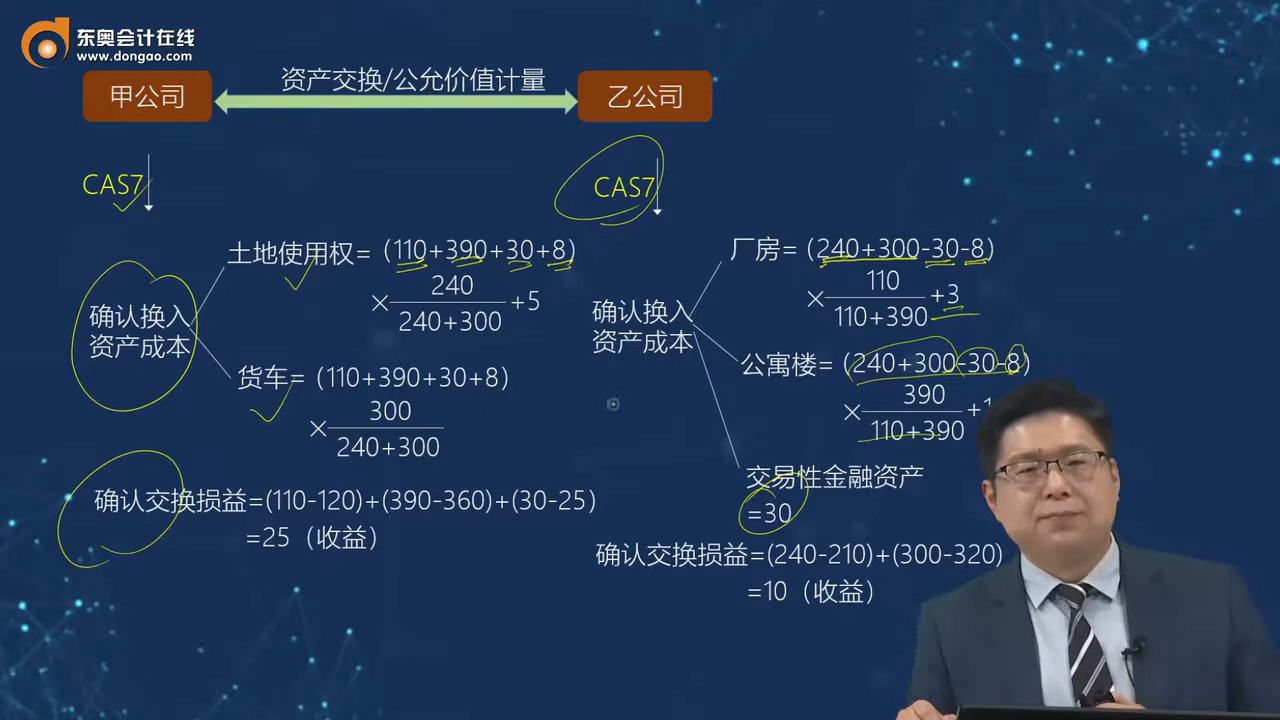 东奥会计在线
www.dongao.com
甲公司
资产交换/公允价值计量
乙公司
CAS7
CAS7
土地使用权=（110+390+30+8）
×240/(240+300)+5
确认换入
资产成本
货车=（110+390+30+8）
×300/(240+300)
确认交换损益=(110-120)+(390-360)+(30-25)
=25（收益）
厂房=（240+300-30-8）
×110/(110+390)+3
确认换入
资产成本
公寓楼=（240+300-30-8）
×390/(110+390)+
交易性金融资产
=30
确认交换损益=(240-210)+(300-320)
=10（收益）